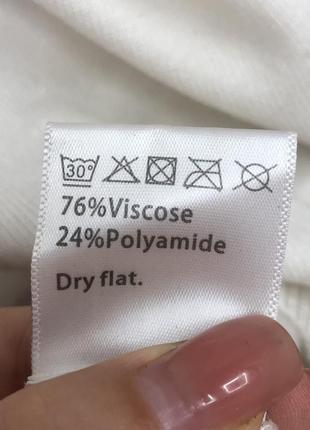 30°
76%Viscose
24%Polyamide
Dry flat.